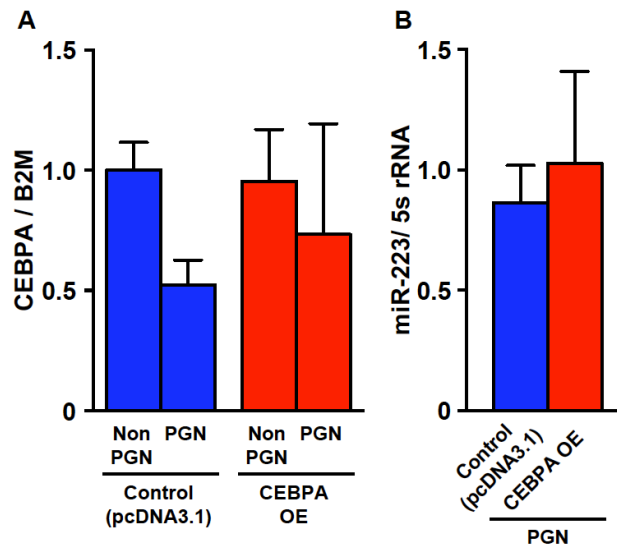 A
CEBPA / B2M
1.5
1.0
0.5
0
Non
PGN
PGN
Non
PGN
PGN
Control
(pcDNA3.1)
CEBPA
OE
B
miR-223/ 5s rRNA
1.5
1.0
0.5
0
Control
(pcDNA3.1)
CEBPA OE
PGN